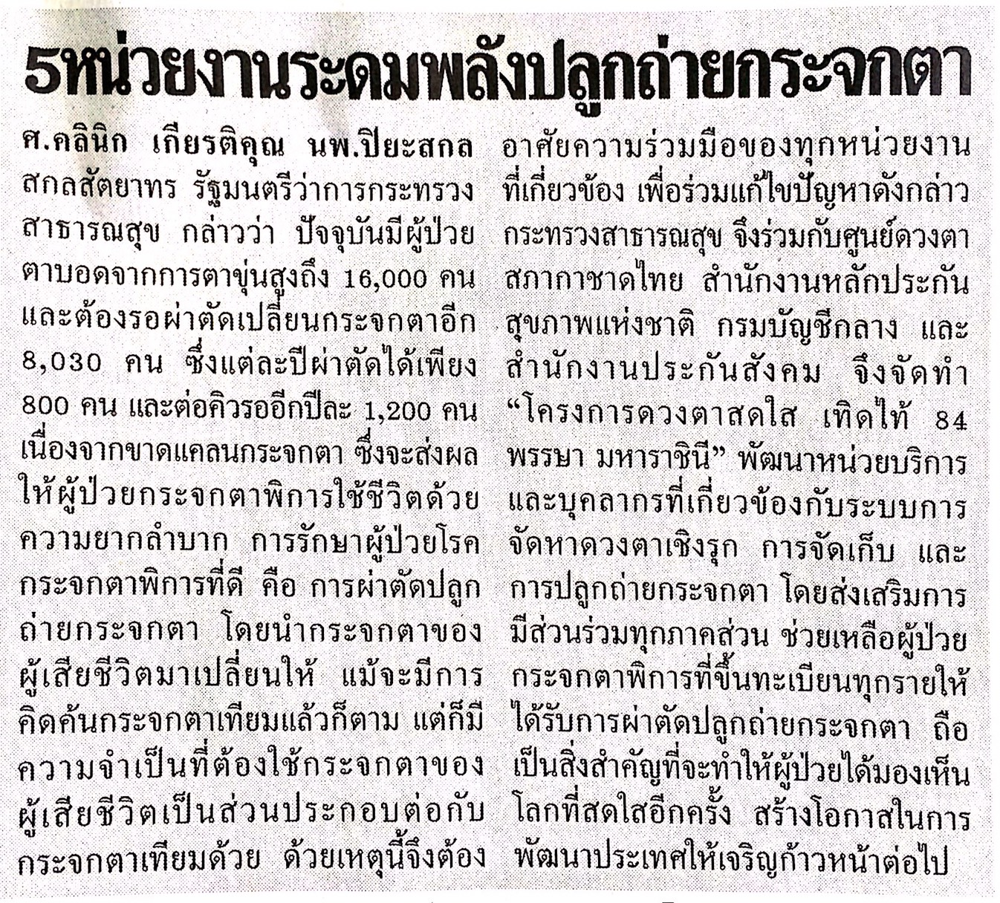 5หน่วยงานระดมพลังปลูกถ่ายกระจกตา
ศ.คลินิก เกียรติคุณ นพ.ปิยะสกล
สกลสัตยาทร รัฐมนตรีว่าการกระทรวง
สาธารณสุข กล่าวว่า ปัจจุบันมีผู้ป่วย
ตาบอดจากการตาขุ่นสูงถึง 16,000 คน
และต้องรอผ่าตัดเปลี่ยนกระจกตาอีก
8,030 คน ซึ่งแต่ละปีผ่าตัดได้เพียง
800 คน และต่อคิวรออีกปีละ 1,200 คน
เนื่องจากขาดแคลนกระจกตา ซึ่งจะส่งผล
ให้ผู้ป่วยกระจกตาพิการใช้ชีวิตด้วย
ความยากลำบาก การรักษาผู้ป่วยโรค
กระจกตาพิการที่ดี คือ การผ่าตัดปลูก
ถ่ายกระจกตา โดยนำกระจกตาของ
ผู้เสียชีวิตมาเปลี่ยนให้ แม้จะมีการ
คิดค้นกระจกตาเทียมแล้วก็ตาม แต่ก็มี
ความจำเป็นที่ต้องใช้กระจกตาของ
ผู้เสียชีวิตเป็นส่วนประกอบต่อกับ
กระจกตาเทียมด้วย ด้วยเหตุนี้จึงต้อง
อาศัยความร่วมมือของทุกหน่วยงาน
ที่เกี่ยวข้อง เพื่อร่วมแก้ไขปัญหาดังกล่าว
กระทรวงสาธารณสุข จึงร่วมกับศูนย์ดวงตา
สภากาชาดไทย สำนักงานหลักประกัน
สุขภาพแห่งชาติ กรมบัญชีกลาง และ
สำนักงานประกันสังคม จึงจัดทำ
“โครงการดวงตาสดใส เทิดไท้ 84
พรรษา มหาราชินี” พัฒนาหน่วยบริการ
และบุคลากรที่เกี่ยวข้องกับระบบการ
จัดหาดวงตาเชิงรุก การจัดเก็บ และ
การปลูกถ่ายกระจกตา โดยส่งเสริมการ
มีส่วนร่วมทุกภาคส่วน ช่วยเหลือผู้ป่วย
กระจกตาพิการที่ขึ้นทะเบียนทุกรายให้
ได้รับการผ่าตัดปลูกถ่ายกระจกตา ถือ
เป็นสิ่งสำคัญที่จะทำให้ผู้ป่วยได้มองเห็น
โลกที่สดใสอีกครั้ง สร้างโอกาสในการ
พัฒนาประเทศให้เจริญก้าวหน้าต่อไป